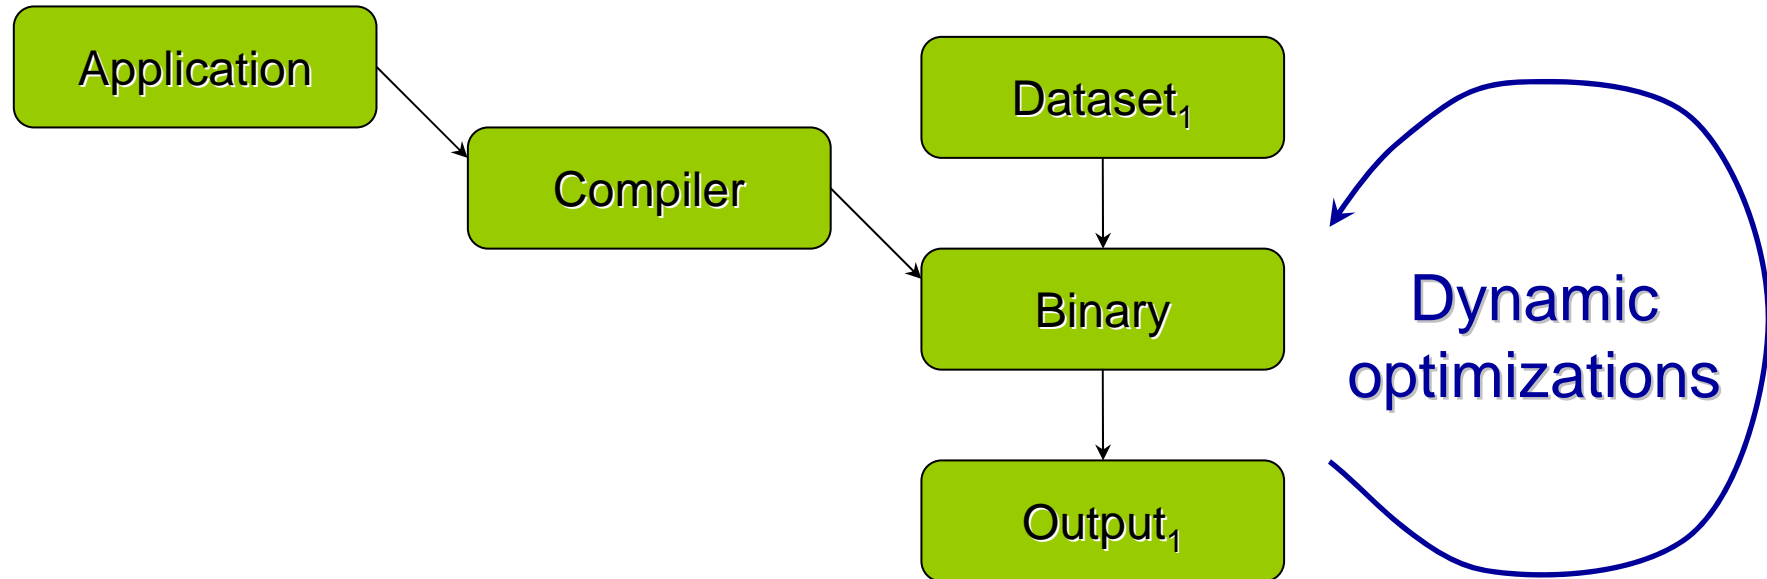 Application
Dataset₁
Compiler
Binary
Dynamic
optimizations
Output₁